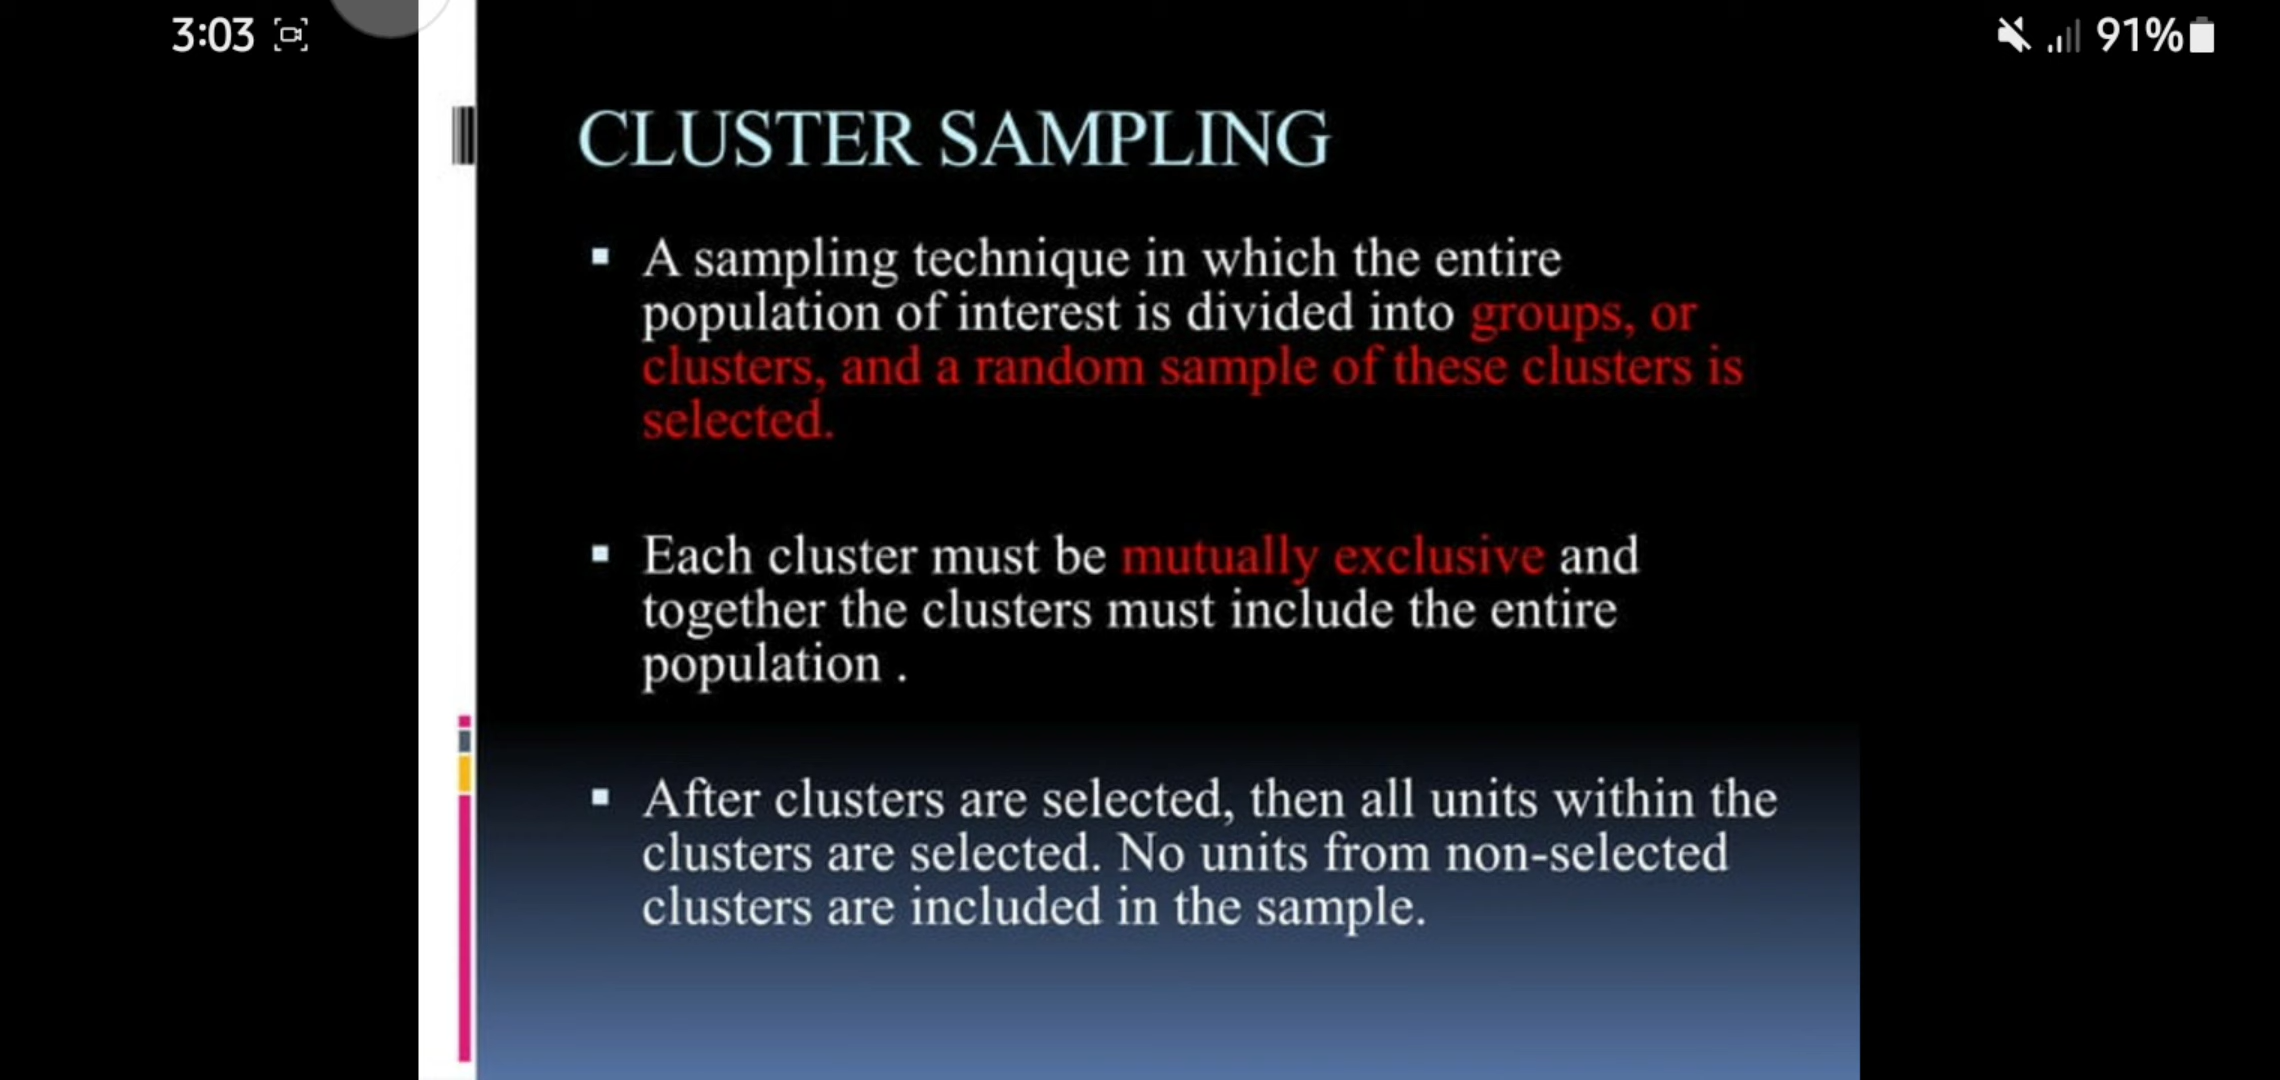 3:03
91%
CLUSTER SAMPLING
▪ A sampling technique in which the entire
population of interest is divided into groups, or
clusters, and a random sample of these clusters is
selected.
▪ Each cluster must be mutually exclusive and
together the clusters must include the entire
population .
▪ After clusters are selected, then all units within the
clusters are selected. No units from non-selected
clusters are included in the sample.